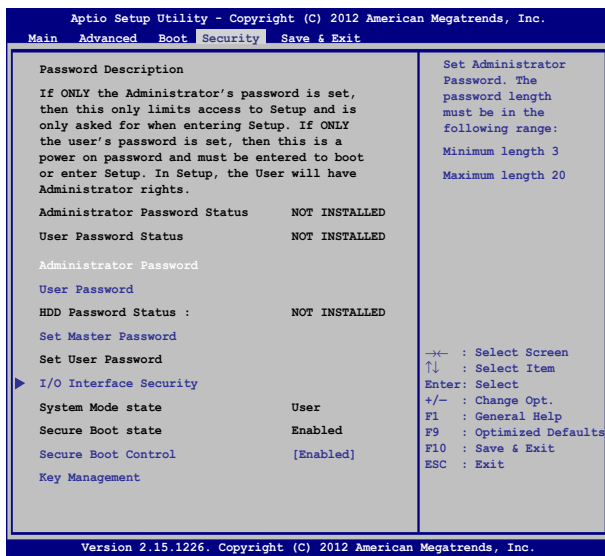 Aptio Setup Utility - Copyright (C) 2012 American Megatrends, Inc.
Main Advanced Boot Security Save & Exit
Password Description
If ONLY the Administrator's password is set,
then this only limits access to Setup and is
only asked for when entering Setup. If ONLY
the user's password is set, then this is a
power on password and must be entered to boot
or enter Setup. In Setup, the User will have
Administrator rights.
Administrator Password Status NOT INSTALLED
User Password Status NOT INSTALLED
Administrator Password
User Password
HDD Password Status : NOT INSTALLED
Set Master Password
Set User Password
I/O Interface Security
System Mode state User
Secure Boot state Enabled
Secure Boot Control [Enabled]
Key Management
Set Administrator
Password. The
password length
must be in the
following range:
Minimum length 3
Maximum length 20
→← : Select Screen
↑↓ : Select Item
Enter: Select
+/— : Change Opt.
F1 : General Help
F9 : Optimized Defaults
F10 : Save & Exit
ESC : Exit
Version 2.15.1226. Copyright (C) 2012 American Megatrends, Inc.